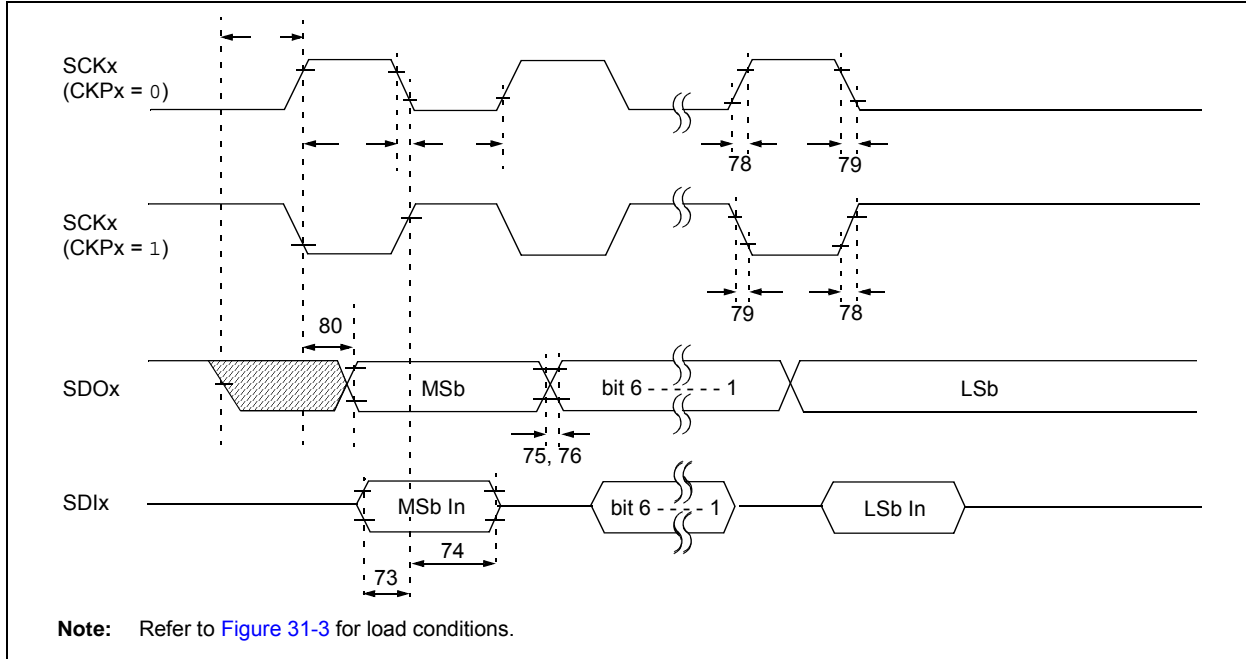 SCKx
(CKPx = 0)
78
79
SCKx
(CKPx = 1)
79
78
80
SDOx
MSb
bit 6 - - - - - - 1
LSb
75, 76
SDIx
MSb In
bit 6 - - - - 1
LSb In
74
73
Note: Refer to Figure 31-3 for load conditions.